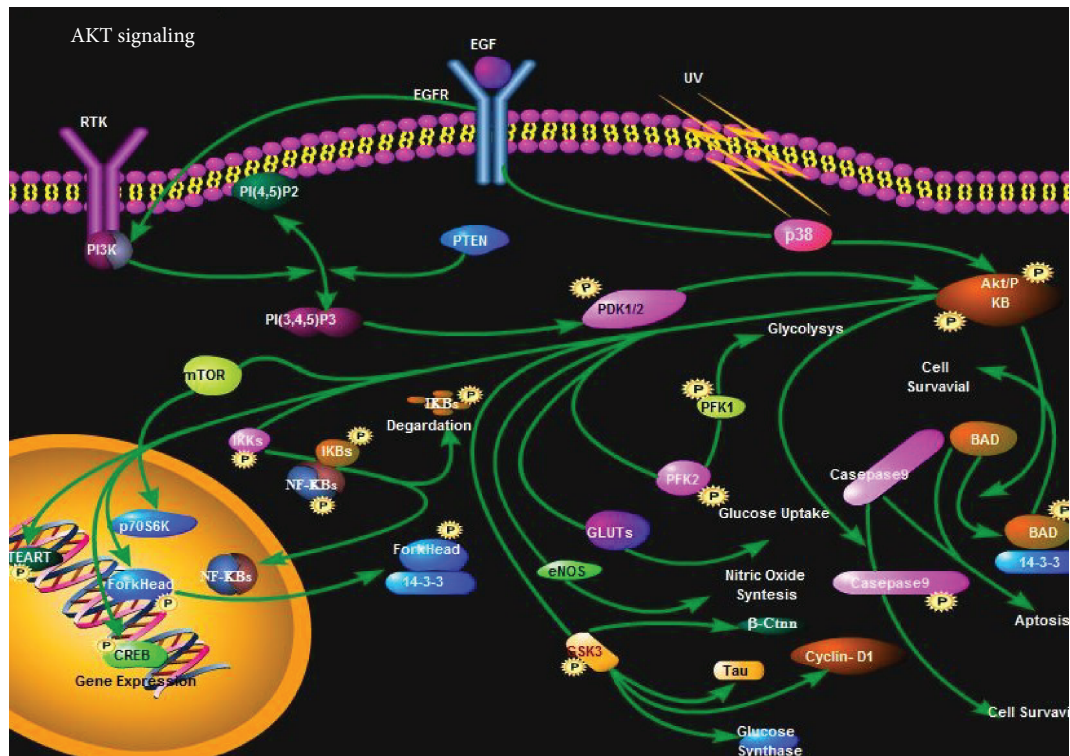 AKT signaling
EGF
EGFR
UV
RTK
PI(4,5)P2
PI3K
PTEN
p38
P
Akt/P
KB
P
P
PDK1/2
PI(3,4,5)P3
Glycolysys
mTOR
Cell
Survavial
P
PFK1
IKBs
P
Degardation
IKKs
P
P
IKBs
NF-KBs
P
BAD
Casepase9
PFK2
P
Glucose Uptake
P
BAD
14-3-3
p70S6K
GLUTs
P
ForkHead
14-3-3
TEART
P
ForkHead
P
NF-KBs
eNOS
Nitric Oxide
Syntesis
Casepase9
P
Aptosis
β-Ctnn
P
CREB
Gene Expression
GSK3
P
Tau
Cyclin- D1
Cell Survavi
Glucose
Synthase